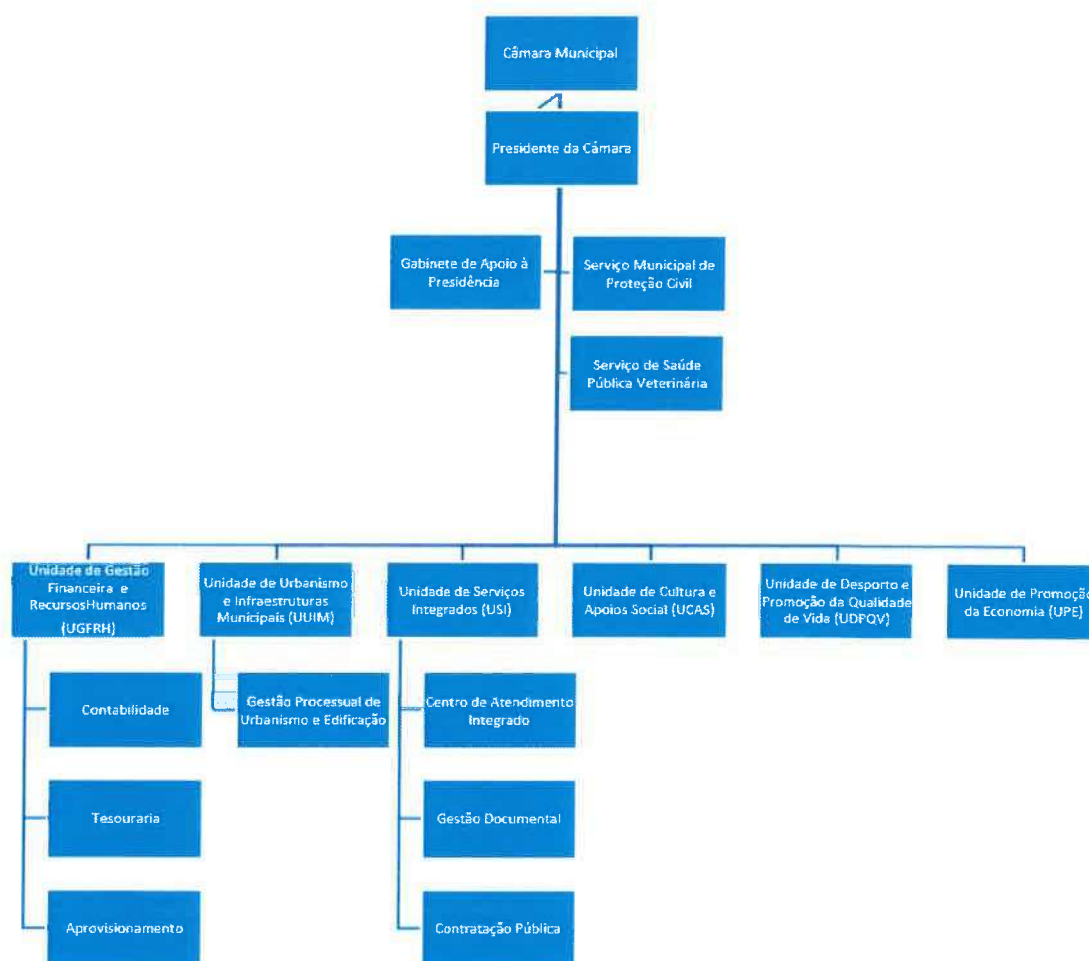 Câmara Municipal
Presidente da Câmara
Gabinete de Apoio à
Presidência
Serviço Municipal de
Proteção Civil
Serviço de Saúde
Pública Veterinária
Unidade de Gestão
Financeira e
RecursosHumanos
(UGFRH)
Unidade de Urbanismo
e Infraestruturas
Municipais (UUIM)
Unidade de Serviços
Integrados (USI)
Unidade de Cultura e
Apoios Social (UCAS)
Unidade de Desporto e
Promoção da Qualidade
de Vida (UDPQV)
Unidade de Promoção
da Economia (UPE)
Contabilidade
Gestão Processual de
Urbanismo e Edificação
Centro de Atendimento
Integrado
Tesouraria
Gestão Documental
Aprovisionamento
Contratação Pública